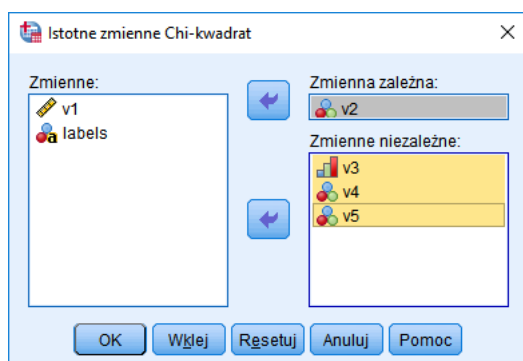 Istotne zmienne Chi-kwadrat
Zmienne:
v1
labels
Zmienna zależna:
v2
Zmienne niezależne:
v3
v4
v5
OK
Wklej
Resetuj
Anuluj
Pomoc